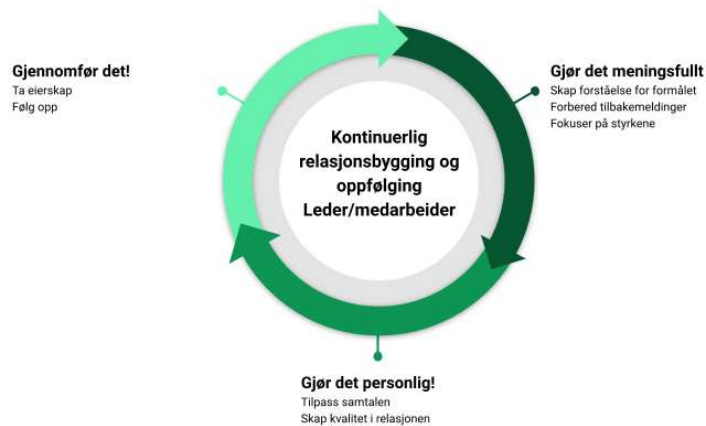 Gjennomfør det!
Ta eierskap
Følg opp
Gjør det meningsfullt
Skap forståelse for formålet
Forbered tilbakemeldinger
Fokuser på styrkene
Kontinuerlig
relasjonsbygging og
oppfølging
Leder/medarbeider
Gjør det personlig!
Tilpass samtalen
Skap kvalitet i relasjonen